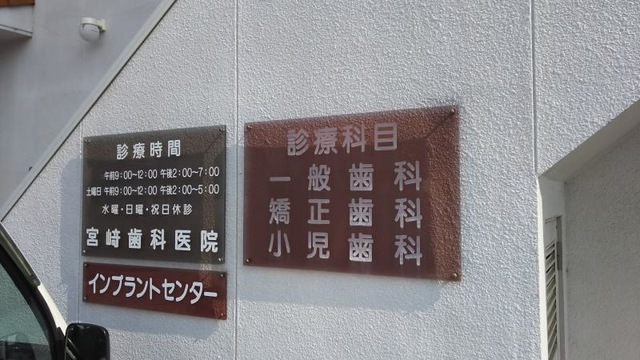 診療時間
午前9:00〜12:00 午後2:00〜7:00
土曜日 午前9:00〜12:00 午後2:00〜5:00
水曜・日曜・祝日休診
宮崎歯科医院
インプラントセンター
診療科目
一般歯科
矯正歯科
小児歯科